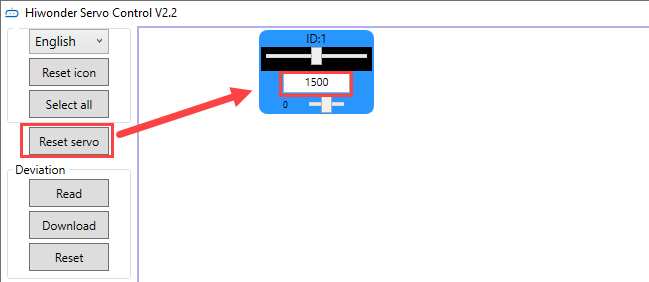 Hiwonder Servo Control V2.2
English
Reset icon
Select all
Reset servo
Deviation
Read
Download
Reset
ID:1
1500
0